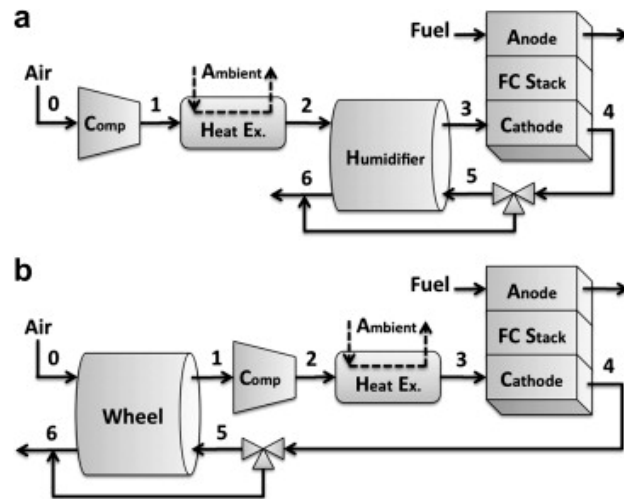 a
Fuel
Anode
Air
Ambient
FC Stack
0
1
2
3
4
Comp
Heat Ex.
Humidifier
Cathode
6
5
b
Fuel
Anode
Air
Ambient
FC Stack
0
1
2
3
4
Comp
Heat Ex.
Cathode
Wheel
6
5